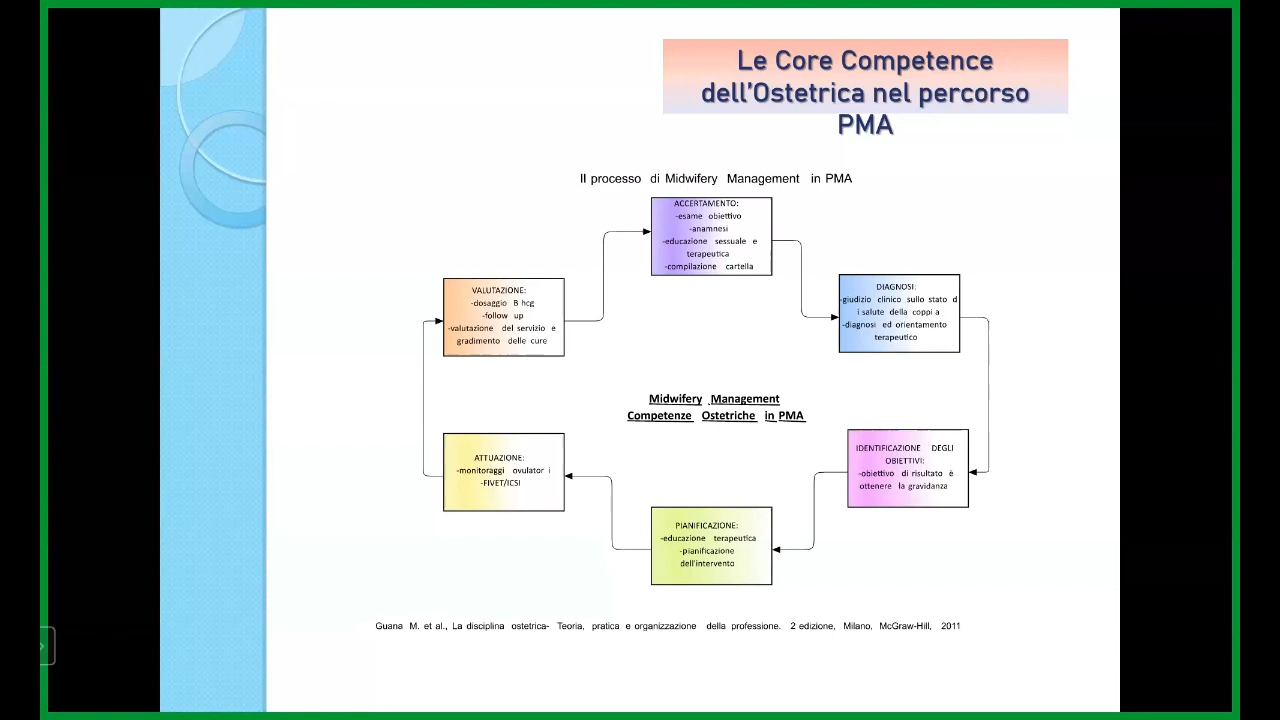 Le Core Competence
dell'Ostetrica nel percorso
PMA
Il processo di Midwifery Management in PMA
ACCERTAMENTO:
-esame obiettivo
-anamnesi
-educazione sessuale e
terapeutica
-compilazione cartella
DIAGNOSI:
-giudizio clinico sullo stato d
i salute della coppi a
-diagnosi ed orientamento
terapeutico
IDENTIFICAZIONE DEGLI
OBIETTIVI:
-obiettivo di risultato è
ottenere la gravidanza
PIANIFICAZIONE:
-educazione terapeutica
-pianificazione
dell'intervento
ATTUAZIONE:
-monitoraggi ovulator i
-FIVET/ICSI
VALUTAZIONE:
-dosaggio B hcg
-follow up
-valutazione del servizio e
gradimento delle cure
Midwifery Management
Competenze Ostetriche in PMA
Guana M. et al., La disciplina ostetrica- Teoria, pratica e organizzazione della professione. 2 edizione, Milano, McGraw-Hill, 2011